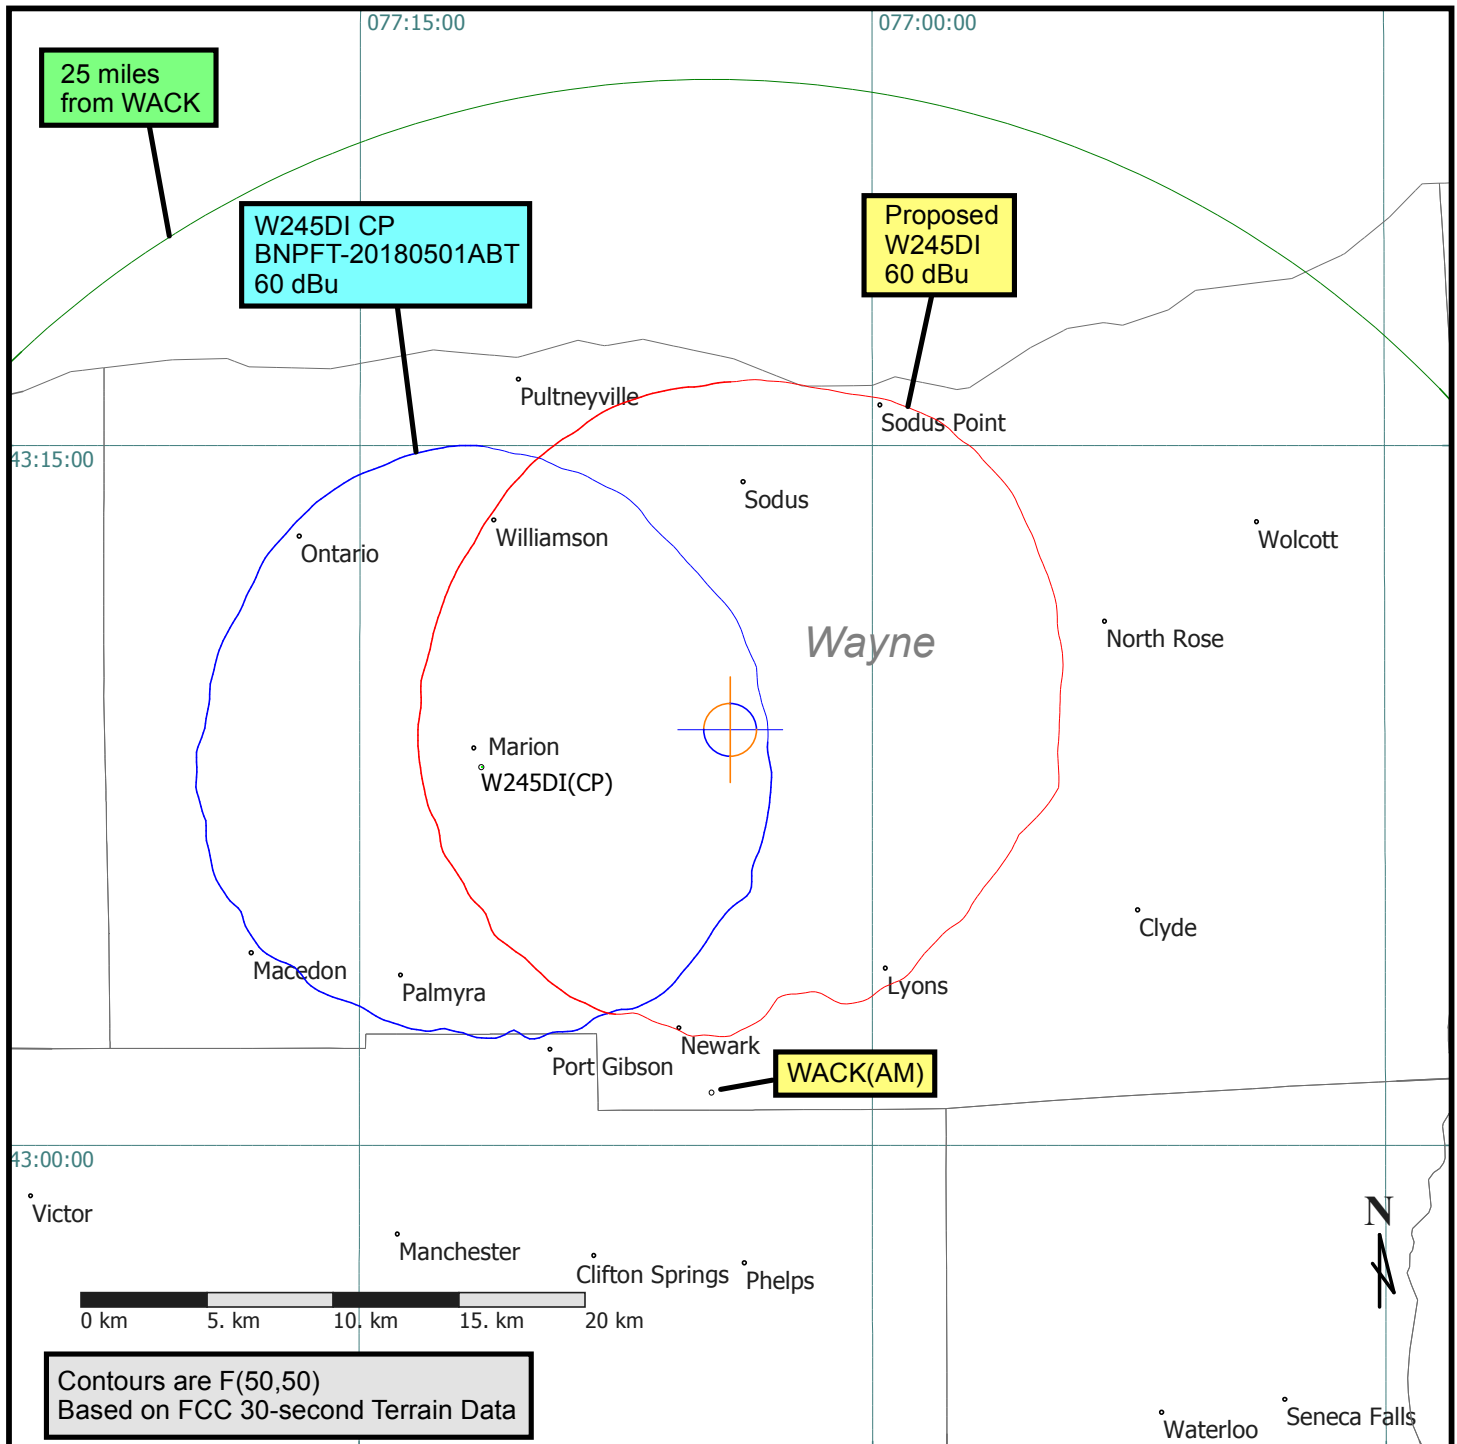 077:15:00
077:00:00
25 miles
from WACK
W245DI CP
BNPFT-20180501ABT
60 dBu
Proposed
W245DI
60 dBu
Pultneyville
Sodus Point
43:15:00
Sodus
Williamson
Wolcott
Ontario
Wayne
North Rose
Marion
W245DI(CP)
Clyde
Macedon
Palmyra
Lyons
Newark
Port Gibson
WACK(AM)
43:00:00
Victor
N
Manchester
Clifton Springs
Phelps
0 km 5. km 10. km 15. km 20 km
Contours are F(50,50)
Based on FCC 30-second Terrain Data
Seneca Falls
Waterloo